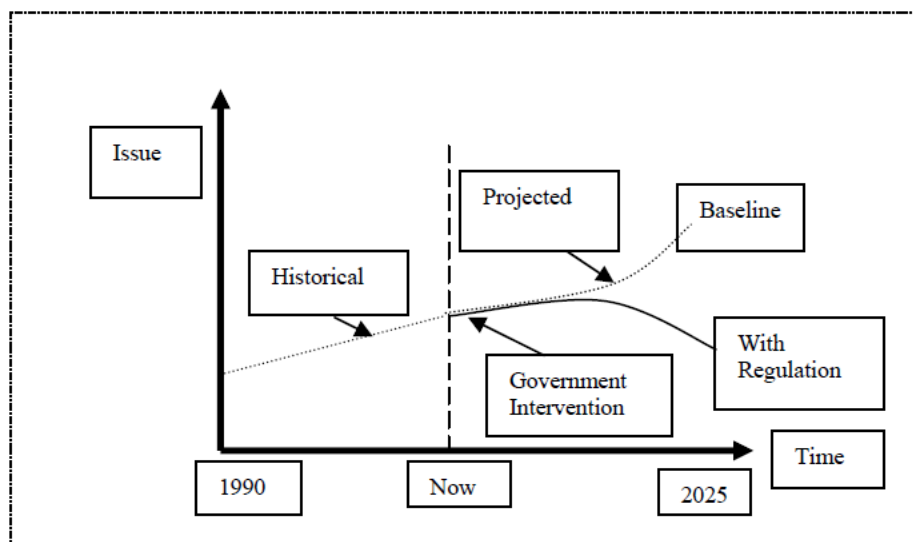 Issue
Projected
Baseline
Historical
With
Regulation
Government
Intervention
Time
1990
Now
2025